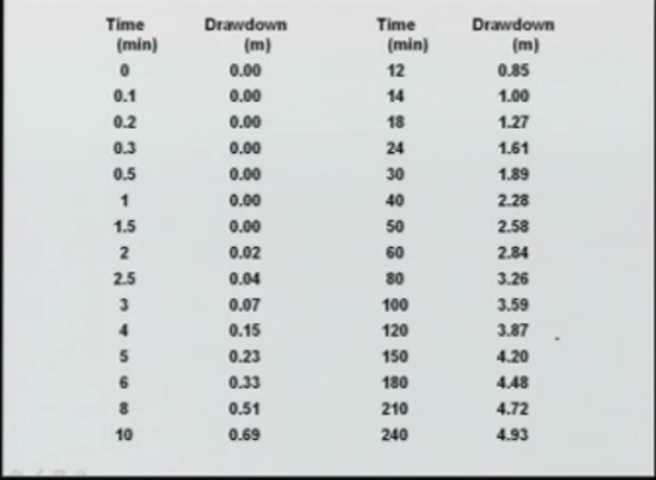 Time Drawdown Time Drawdown
(min) (m) (min) (m)
0 0.00 12 0.85
0.1 0.00 14 1.00
0.2 0.00 18 1.27
0.3 0.00 24 1.61
0.5 0.00 30 1.89
1 0.00 40 2.28
1.5 0.00 50 2.58
2 0.02 60 2.84
2.5 0.04 80 3.26
3 0.07 100 3.59
4 0.15 120 3.87
5 0.23 150 4.20
6 0.33 180 4.48
8 0.51 210 4.72
10 0.69 240 4.93